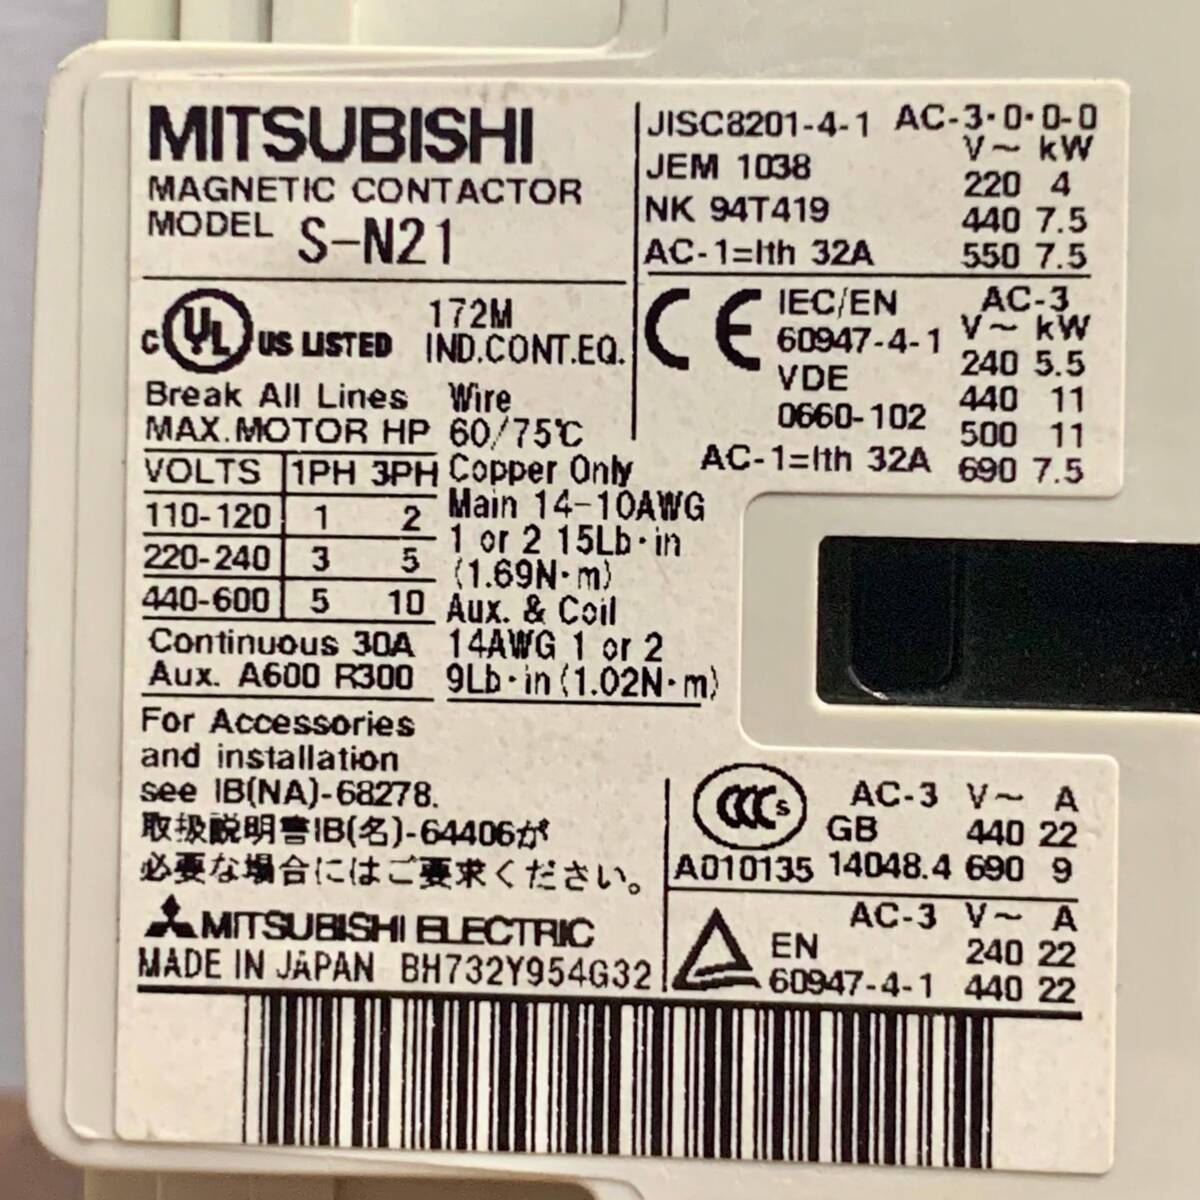 MITSUBISHI
MAGNETIC CONTACTOR
MODEL S-N21
JISC8201-4-1 AC-3・0・0-0
JEM 1038 V~ kW
NK 94T419 220 4
440 7.5
AC-1=Ith 32A 550 7.5
C UL US LISTED 172M
IND.CONT.EQ.
CE IEC/EN AC-3
60947-4-1 V~ kW
VDE 240 5.5
0660-102 440 11
500 11
AC-1=Ith 32A 690 7.5
Break All Lines
MAX.MOTOR HP
VOLTS 1PH 3PH
110-120 1 2
220-240 3 5
440-600 5 10
Continuous 30A
Aux. A600 R300
Wire
60/75℃
Copper Only
Main 14-10AWG
1 or 2 15Lb・in
(1.69N・m)
Aux. & Coil
14AWG 1 or 2
9Lb・in(1.02N・m)
For Accessories
and installation
see IB(NA)-68278.
取扱説明書IB(名)-64406が
必要な場合にはご要求ください。
MITSUBISHI ELECTRIC
MADE IN JAPAN BH732Y954G32
CCC S AC-3 V~ A
GB 440 22
A010135 14048.4 690 9
AC-3 V~ A
EN 240 22
60947-4-1 440 22